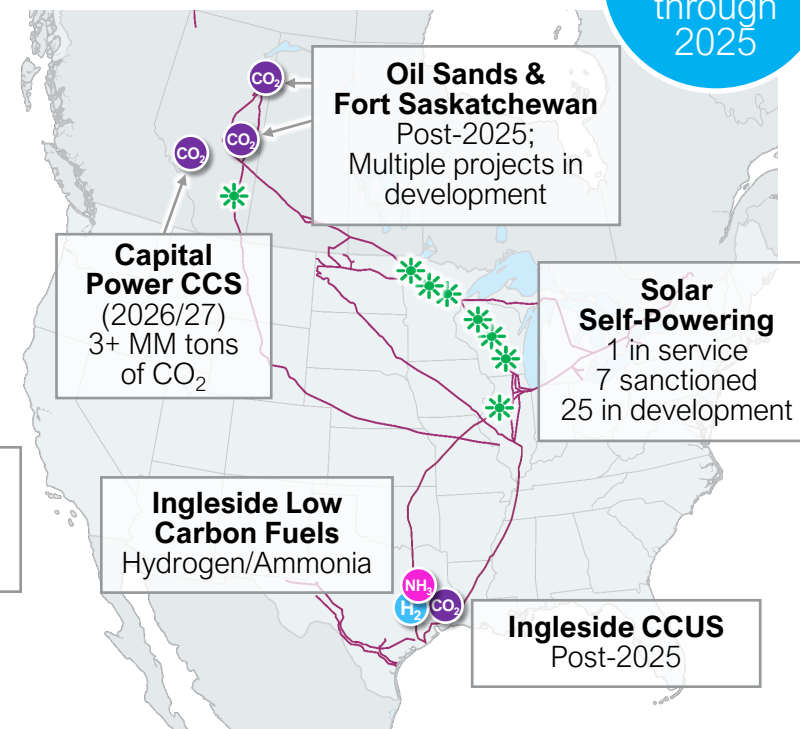 through
2025
CO₂
Oil Sands &
Fort Saskatchewan
Post-2025;
Multiple projects in
development
CO₂
CO₂
Capital
Power CCS
(2026/27)
3+ MM tons
of CO₂
Solar
Self-Powering
1 in service
7 sanctioned
25 in development
Ingleside Low
Carbon Fuels
Hydrogen/Ammonia
NH₃
H₂
CO₂
Ingleside CCUS
Post-2025